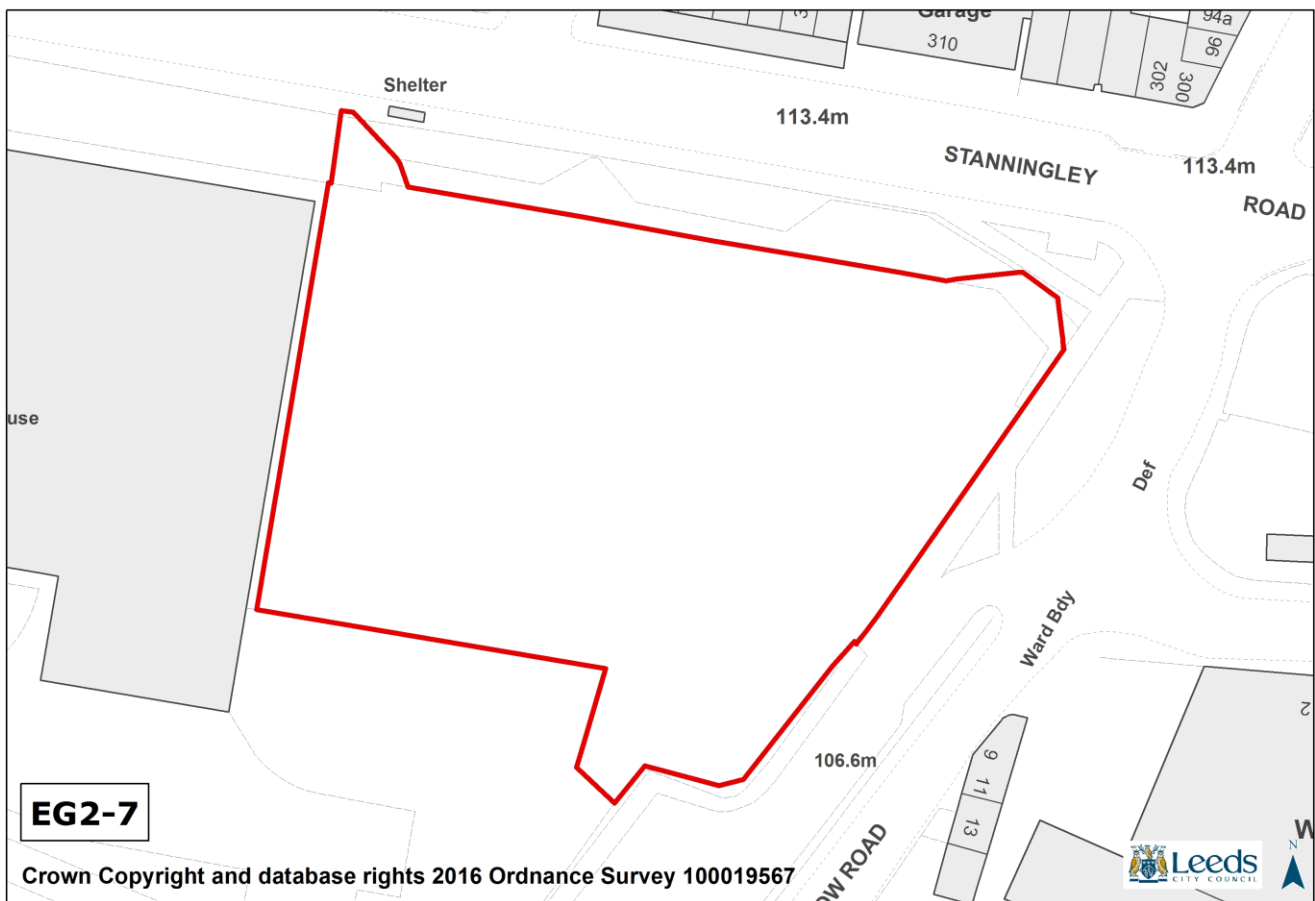 Garage
310
94a
96
302
300
Shelter
113.4m
STANNINGLEY
ROAD
113.4m
use
Def
Ward Bdy
106.6m
9
11
13
2
W
OW ROAD
EG2-7
Crown Copyright and database rights 2016 Ordnance Survey 100019567
Leeds
CITY COUNCIL
N